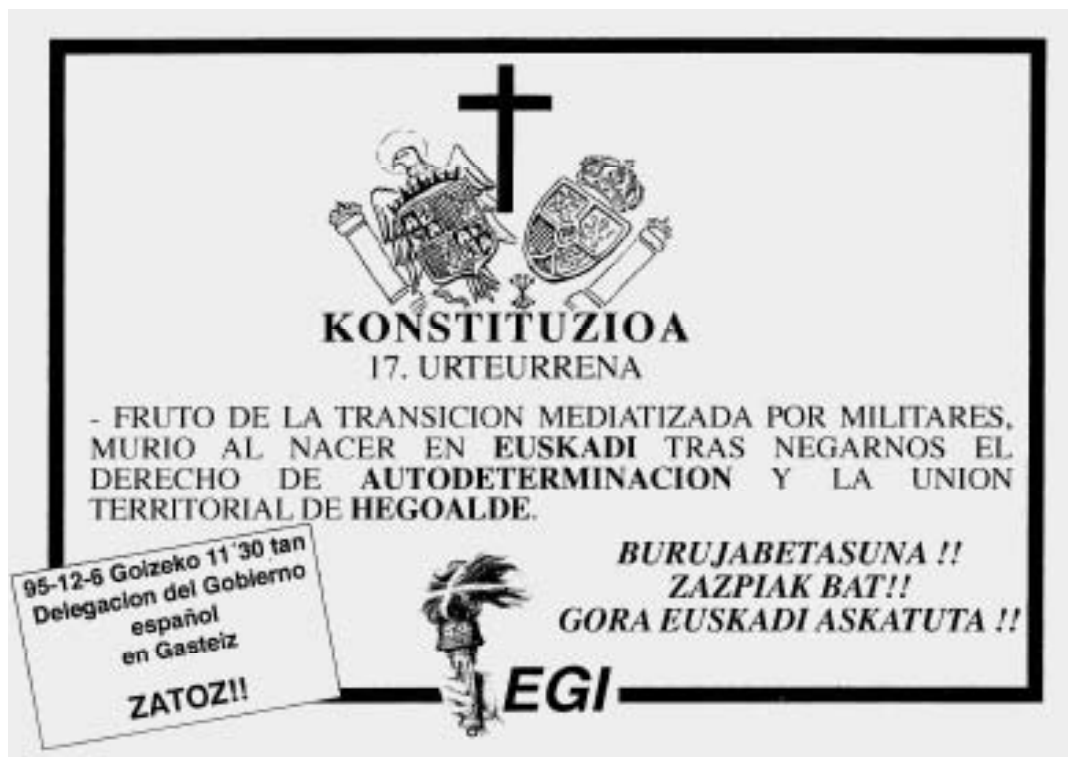 KONSTITUZIOA
17. URTEURRENA
- FRUTO DE LA TRANSICION MEDIATIZADA POR MILITARES,
MURIO AL NACER EN EUSKADI TRAS NEGARNOS EL
DERECHO DE AUTODETERMINACION Y LA UNION
TERRITORIAL DE HEGOALDE.
95-12-6 Goizeko 11´30 tan
Delegacion del Gobierno
español
en Gasteiz
ZATOZ!!
BURUJABETASUNA !!
ZAZPIAK BAT!!
GORA EUSKADI ASKATUTA !!
EGI